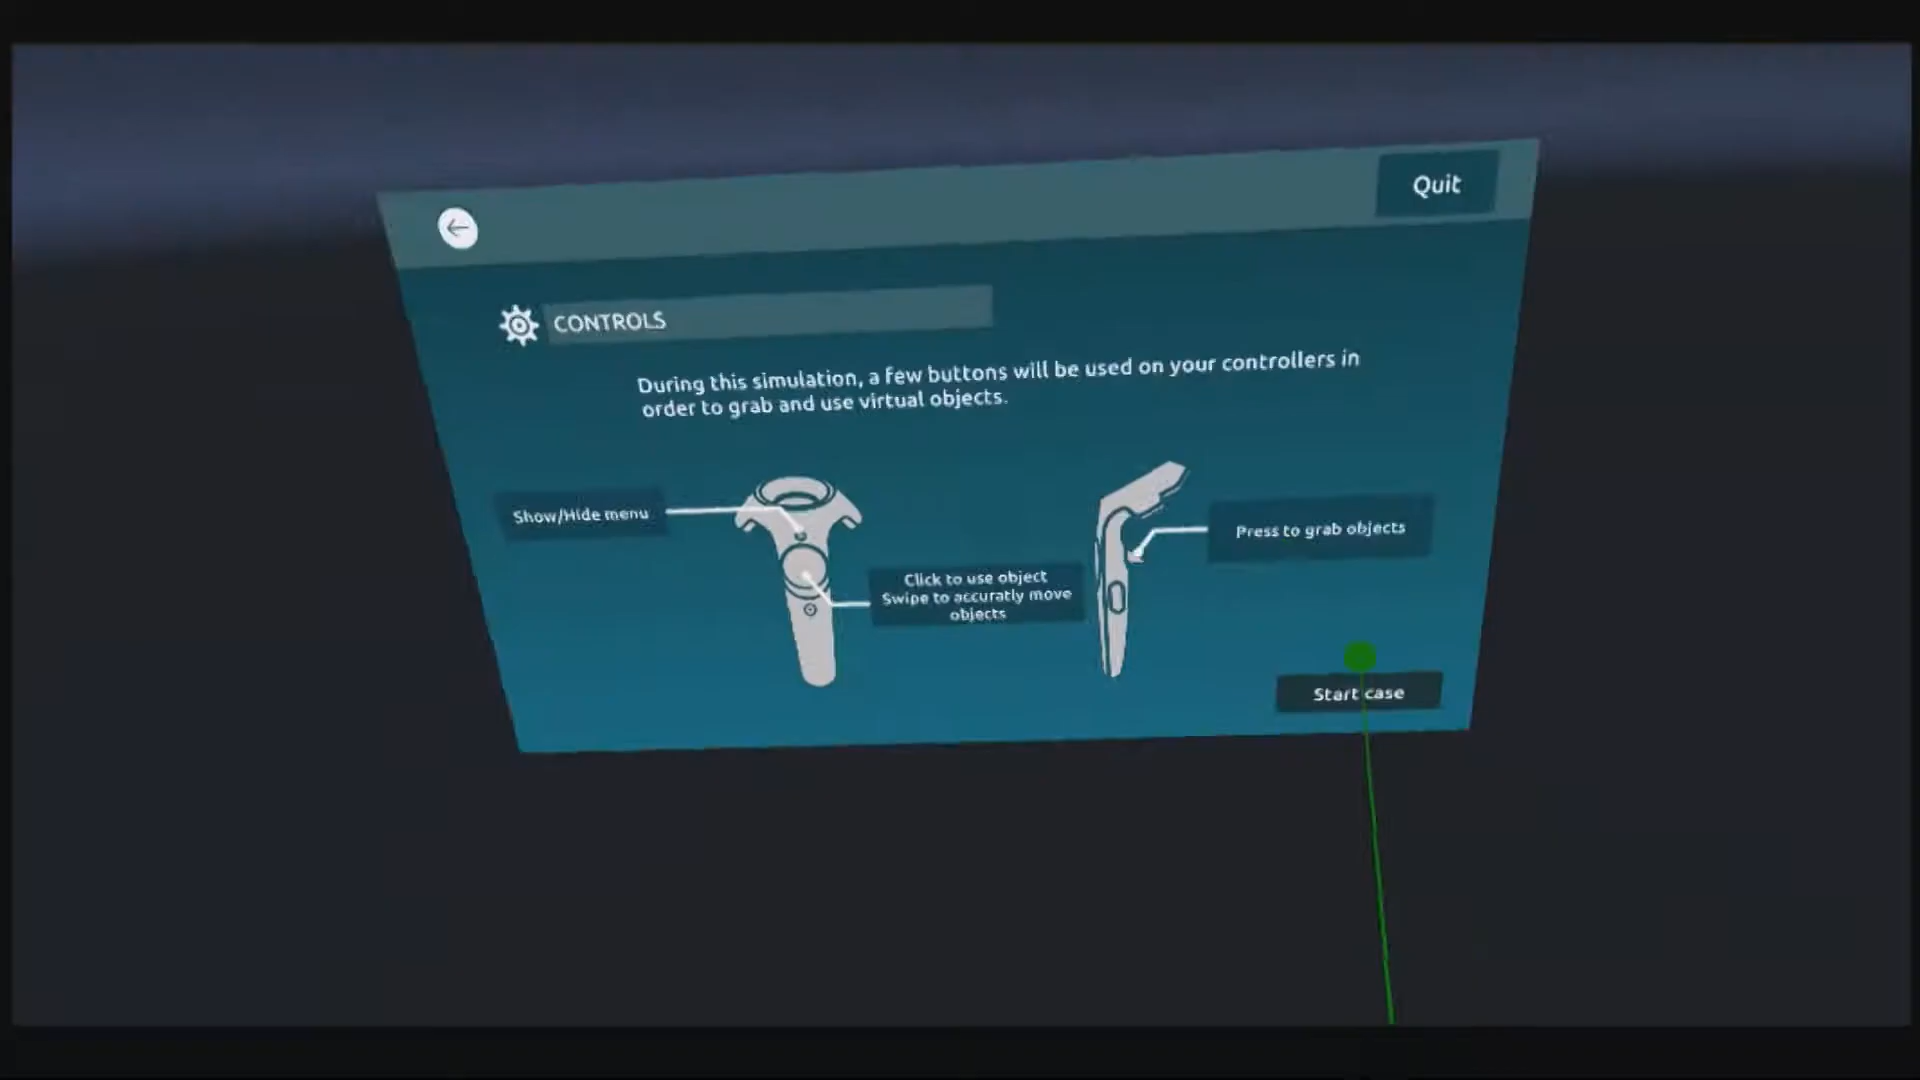 Quit
CONTROLS
During this simulation, a few buttons will be used on your controllers in
order to grab and use virtual objects.
Show/Hide menu
Press to grab objects
Click to use object
Swipe to accuratly move
objects
Start case